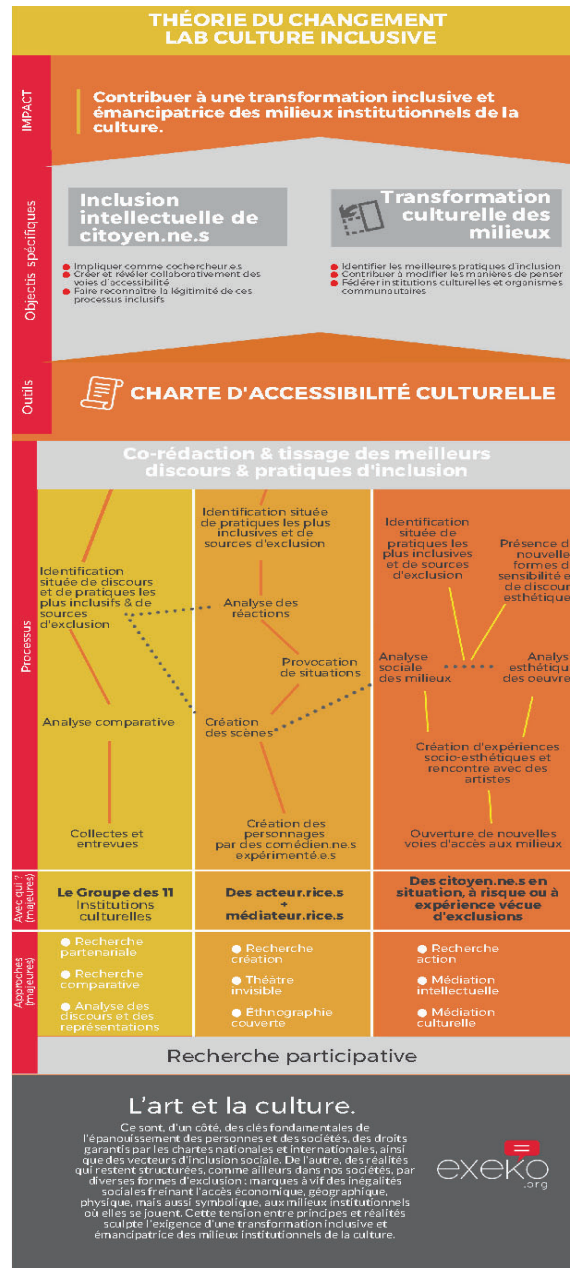 THÉORIE DU CHANGEMENT
LAB CULTURE INCLUSIVE
IMPACT
Contribuer à une transformation inclusive et
émancipatrice des milieux institutionnels de la
culture.
Objectis spécifiques
Inclusion
intellectuelle de
citoyen.ne.s
Impliquer comme cochercheur.e.s
Créer et révéler collaborativement des
voies d'accessibilité
Faire reconnaître la légitimité de ces
processus inclusifs
Transformation
culturelle des
milieux
Identifier les meilleures pratiques d'inclusion
Contribuer à modifier les manières de penser
Fédérer institutions culturelles et organismes
communautaires
Outils
CHARTE D'ACCESSIBILITÉ CULTURELLE
Processus
Co-rédaction & tissage des meilleurs
discours & pratiques d'inclusion
Identification
située de discours
et de pratiques les
plus inclusifs & de
sources
d'exclusion
Analyse comparative
Collectes et
entrevues
Identification située
de pratiques les plus
inclusives et de
sources d'exclusion
Analyse des
réactions
Provocation
de situations
Création
des scènes
Création des
personnages
par des comédien.ne.s
expérimenté.e.s
Identification
située de
pratiques les
plus inclusives
et de sources
d'exclusion
Présence d
nouvelle
formes d
sensibilité e
de discour
esthétique
Analyse
sociale
des milieux
Analys
esthétiqu
des oeuvre
Création d'expériences
socio-esthétiques et
rencontre avec des
artistes
Ouverture de nouvelles
voies d'accès aux milieux
Avec qui ?
(majeures)
Le Groupe des 11
Institutions
culturelles
Des acteur.rice.s
+
médiateur.rice.s
Des citoyen.ne.s en
situation, à risque ou à
expérience vécue
d'exclusions
Approches
(majeures)
Recherche
partenariale
Recherche
comparative
Analyse des
discours et des
représentations
Recherche
création
Théâtre
invisible
Ethnographie
couverte
Recherche
action
Médiation
intellectuelle
Médiation
culturelle
Recherche participative
L'art et la culture.
Ce sont, d'un côté, des clés fondamentales de
l'épanouissement des personnes et des sociétés, des droits
garantis par les chartes nationales et internationales, ainsi
que des vecteurs d'inclusion sociale. De l'autre, des réalités
qui restent structurées, comme ailleurs dans nos sociétés, par
diverses formes d'exclusion : marques à vif des inégalités
sociales freinant l'accès économique, géographique,
physique, mais aussi symbolique, aux milieux institutionnels
où elles se jouent. Cette tension entre principes et réalités
sculpte l'exigence d'une transformation inclusive et
émancipatrice des milieux institutionnels de la culture.
exeko
.org